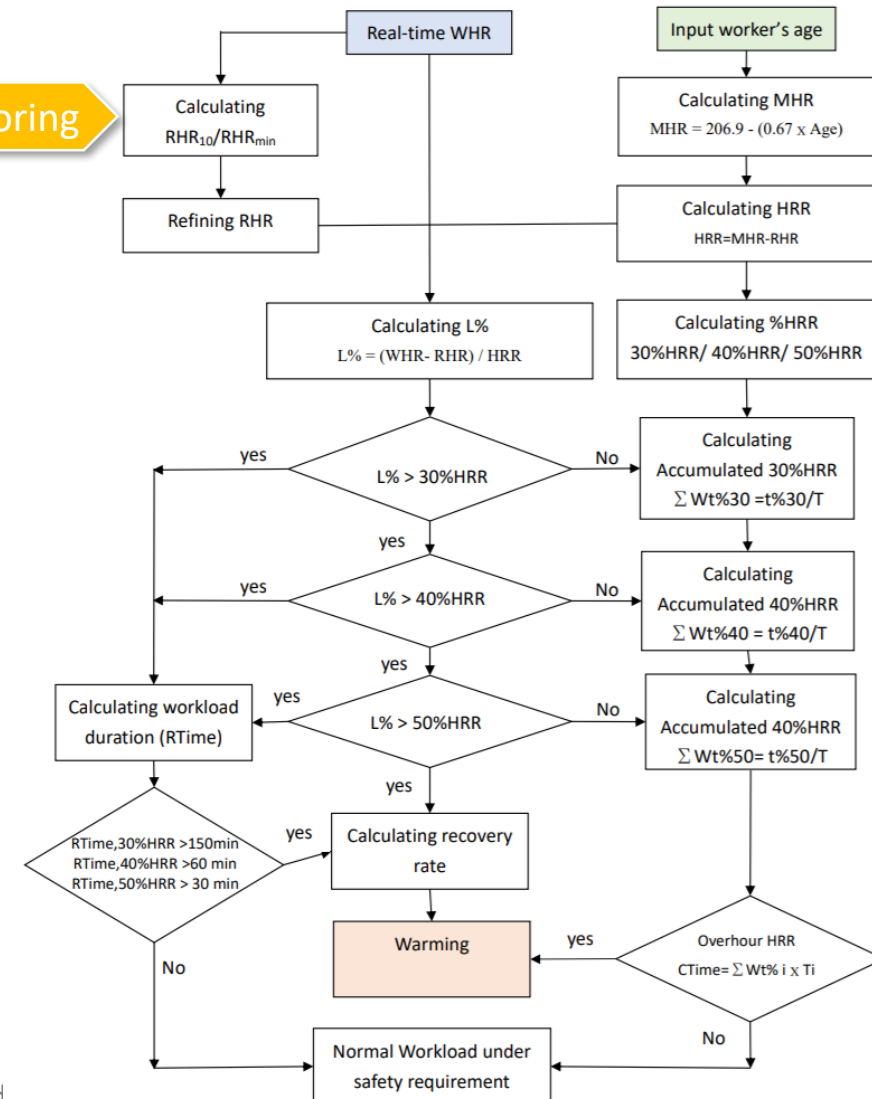 Real-time WHR
Input worker's age
oring
Calculating
RHR₁₀/RHRmin
Calculating MHR
MHR = 206.9 - (0.67 x Age)
Refining RHR
Calculating HRR
HRR=MHR-RHR
Calculating L%
L% = (WHR- RHR) / HRR
Calculating %HRR
30%HRR/ 40%HRR/ 50%HRR
yes
L% > 30%HRR
No
Calculating
Accumulated 30%HRR
∑Wt%30 =t%30/T
yes
yes
L% > 40%HRR
No
Calculating
Accumulated 40%HRR
∑Wt%40 = t%40/T
yes
Calculating workload
duration (RTime)
yes
L% > 50%HRR
No
Calculating
Accumulated 40%HRR
∑Wt%50= t%50/T
yes
RTime,30%HRR >150min
RTime,40%HRR >60 min
RTime,50%HRR > 30 min
yes
Calculating recovery
rate
Warming
yes
Overhour HRR
CTime= ∑Wt% i x Ti
No
No
Normal Workload under
safety requirement